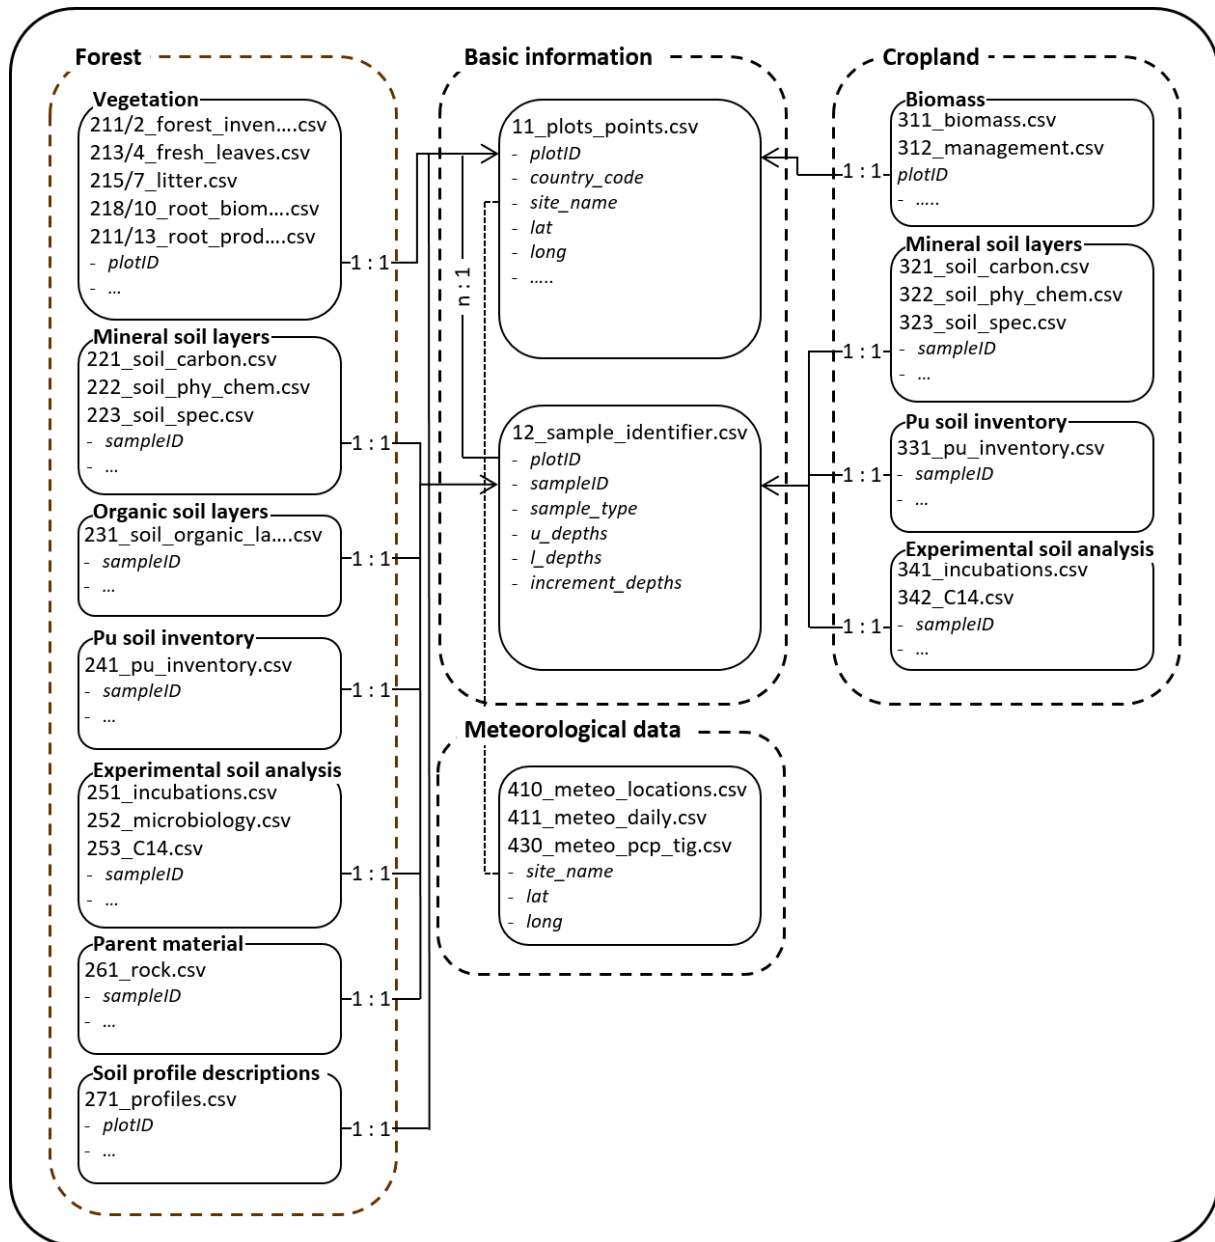 Forest
Vegetation
211/2_forest_inven....csv
213/4_fresh_leaves.csv
215/7_litter.csv
218/10_root_biom....csv
211/13_root_prod....csv
- plotID
- ...
1 : 1
Mineral soil layers
221_soil_carbon.csv
222_soil_phy_chem.csv
223_soil_spec.csv
- sampleID
- ...
1 : 1
Organic soil layers
231_soil_organic_la....csv
- sampleID
- ...
1 : 1
Pu soil inventory
241_pu_inventory.csv
- sampleID
- ...
1 : 1
Experimental soil analysis
251_incubations.csv
252_microbiology.csv
253_C14.csv
- sampleID
- ...
1 : 1
Parent material
261_rock.csv
- sampleID
- ...
1 : 1
Soil profile descriptions
271_profiles.csv
- plotID
- ...
1 : 1
Basic information
11_plots_points.csv
- plotID
- country_code
- site_name
- lat
- long
- .....
n : 1
12_sample_identifier.csv
- plotID
- sampleID
- sample_type
- u_depths
- l_depths
- increment_depths
Meteorological data
410_meteo_locations.csv
411_meteo_daily.csv
430_meteo_pcp_tig.csv
- site_name
- lat
- long
Cropland
Biomass
311_biomass.csv
312_management.csv
plotID
- .....
1 : 1
Mineral soil layers
321_soil_carbon.csv
322_soil_phy_chem.csv
323_soil_spec.csv
- sampleID
- ...
1 : 1
Pu soil inventory
331_pu_inventory.csv
- sampleID
- ...
1 : 1
Experimental soil analysis
341_incubations.csv
342_C14.csv
- sampleID
- ...
1 : 1